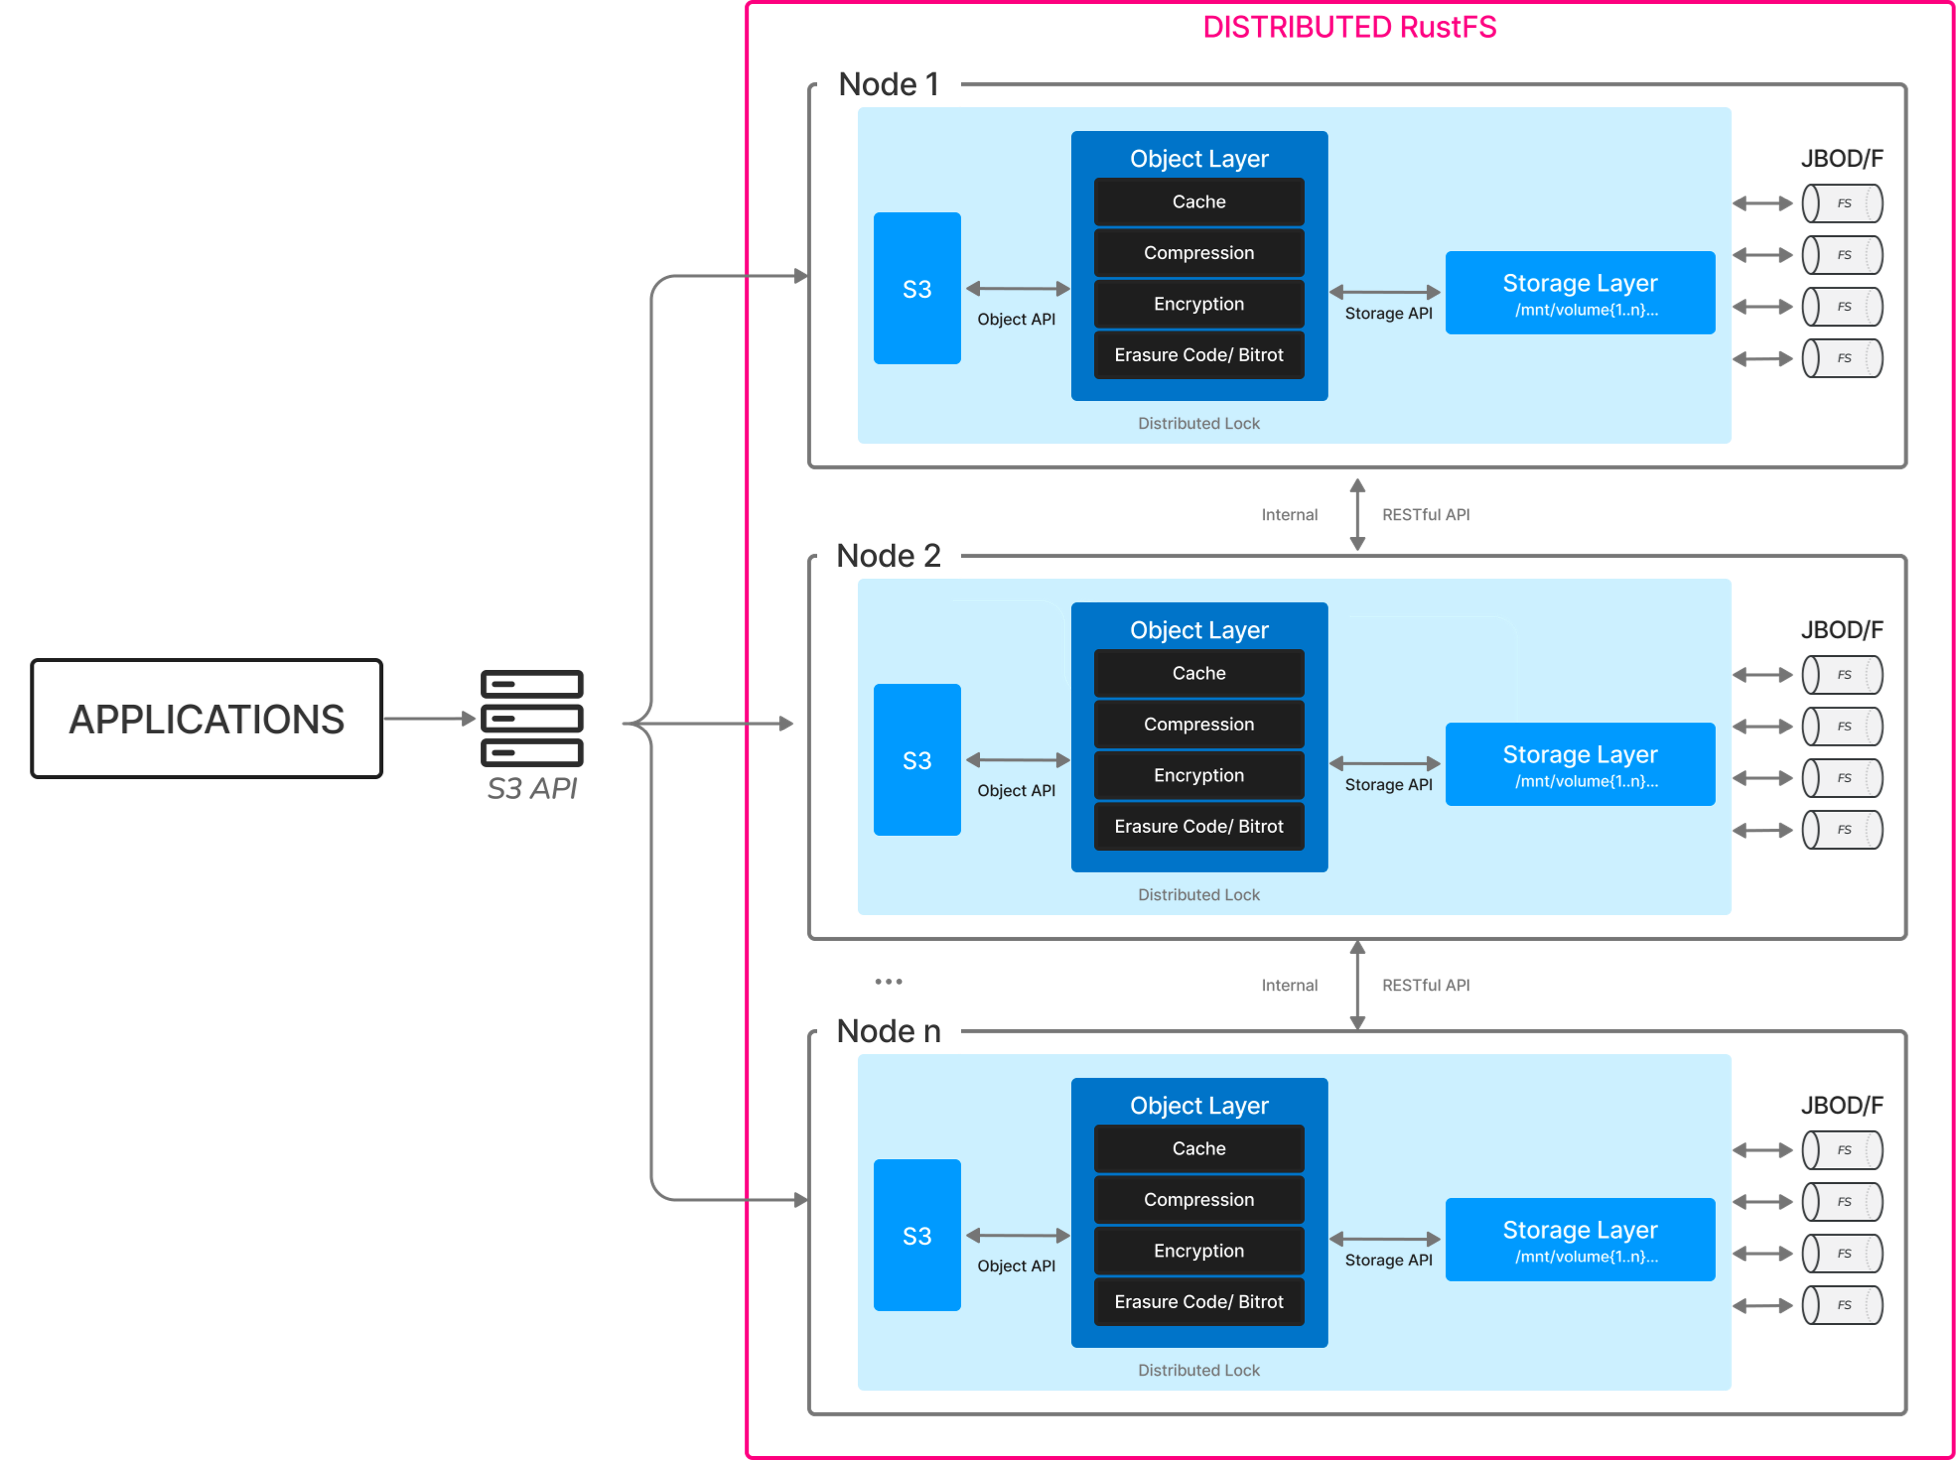 DISTRIBUTED RustFS
APPLICATIONS
S3 API
Node 1
S3
Object API
Object Layer
Cache
Compression
Encryption
Erasure Code/ Bitrot
Distributed Lock
Storage API
Storage Layer
/mnt/volume{1..n}...
JBOD/F
FS
FS
FS
FS
Internal
RESTful API
Node 2
S3
Object API
Object Layer
Cache
Compression
Encryption
Erasure Code/ Bitrot
Distributed Lock
Storage API
Storage Layer
/mnt/volume{1..n}...
JBOD/F
FS
FS
FS
FS
...
Internal
RESTful API
Node n
S3
Object API
Object Layer
Cache
Compression
Encryption
Erasure Code/ Bitrot
Distributed Lock
Storage API
Storage Layer
/mnt/volume{1..n}...
JBOD/F
FS
FS
FS
FS